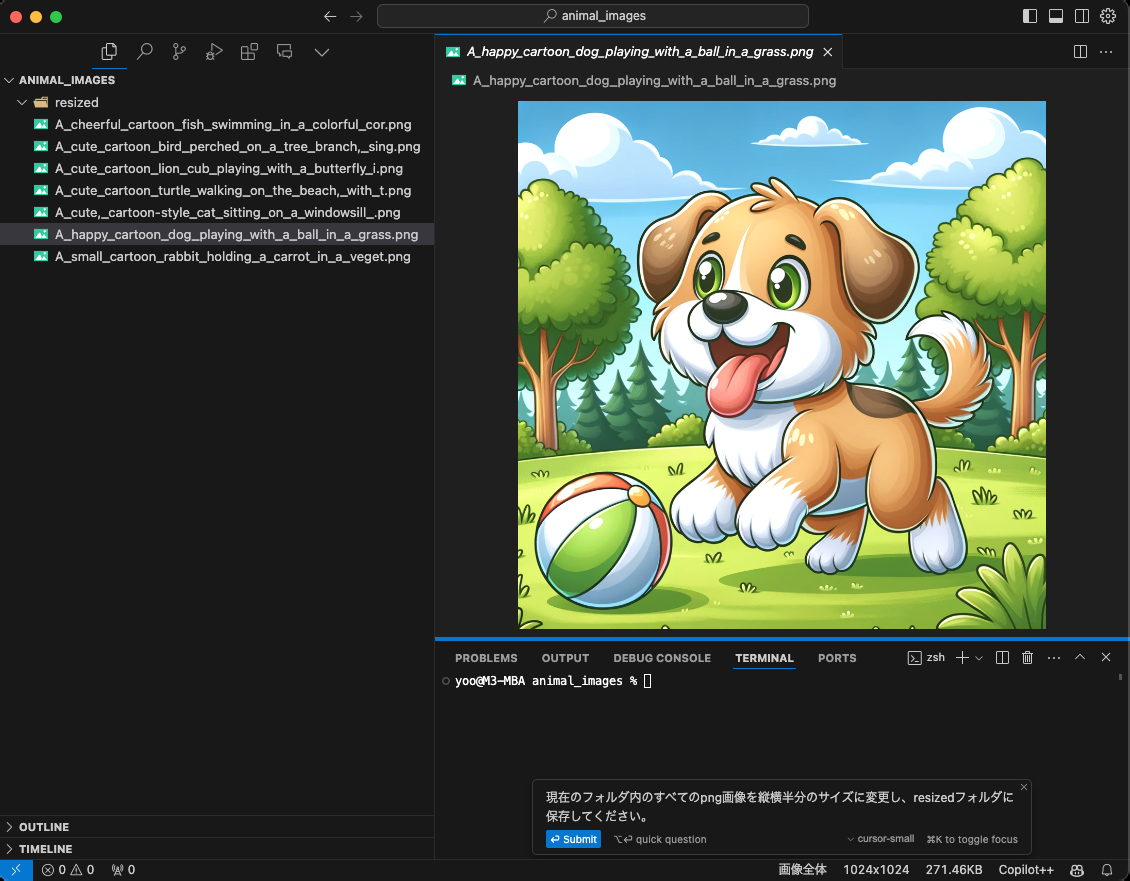 animal_images
ANIMAL_IMAGES
resized
A_cheerful_cartoon_fish_swimming_in_a_colorful_cor.png
A_cute_cartoon_bird_perched_on_a_tree_branch,_sing.png
A_cute_cartoon_lion_cub_playing_with_a_butterfly_i.png
A_cute_cartoon_turtle_walking_on_the_beach,_with_t.png
A_cute,_cartoon-style_cat_sitting_on_a_windowsill_.png
A_happy_cartoon_dog_playing_with_a_ball_in_a_grass.png
A_small_cartoon_rabbit_holding_a_carrot_in_a_veget.png
OUTLINE
TIMELINE
A_happy_cartoon_dog_playing_with_a_ball_in_a_grass.png
A_happy_cartoon_dog_playing_with_a_ball_in_a_grass.png
PROBLEMS OUTPUT DEBUG CONSOLE TERMINAL PORTS zsh
yoo@M3-MBA animal_images %
現在のフォルダ内のすべてのpng画像を縦横半分のサイズに変更し、resizedフォルダに
保存してください。
⏎ Submit ⌥⏎ quick question cursor-small ⌘K to toggle focus
0 0 0 画像全体 1024x1024 271.46KB Copilot++